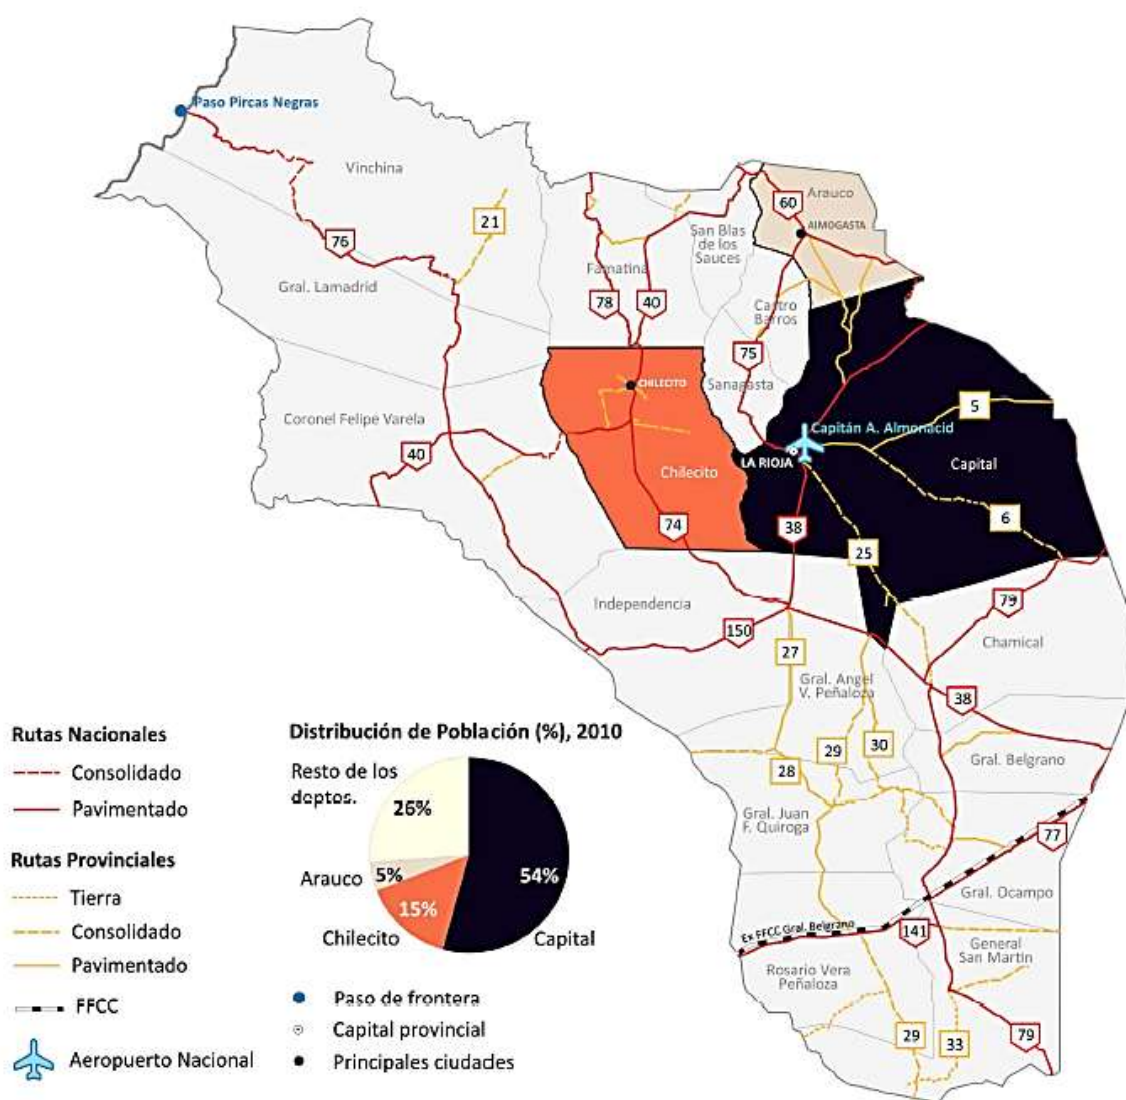 Paso Pircas Negras
Vinchina
Arauco
60
AIMOGASTA
21
San Blas
de los
Sauces
76
Famatina
Gral. Lamadrid
78
40
Castro
Barros
75
CHILECITO
Sanagasta
5
Coronel Felipe Varela
Capitán A. Almonacid
40
LA RIOJA
Capital
Chilecito
6
74
38
25
Independencia
79
150
Chamical
27
Gral. Angel
V. Peñaloza
38
Rutas Nacionales
Consolidado
Pavimentado
Rutas Provinciales
Tierra
Consolidado
Pavimentado
FFCC
Aeropuerto Nacional
Distribución de Población (%), 2010
Resto de los
deptos.
26%
Arauco
5%
54%
15%
Chilecito
Capital
Paso de frontera
Capital provincial
Principales ciudades
29
30
28
Gral. Belgrano
Gral. Juan
F. Quiroga
77
Gral. Ocampo
Ex FFCC Gral. Belgrano
141
General
San Martín
Rosario Vera
Peñaloza
29
33
79